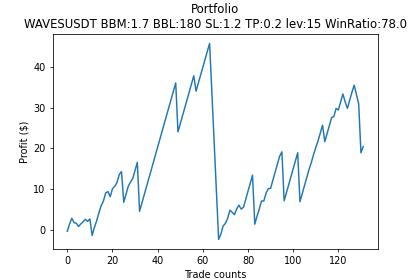 Portfolio
WAVESUSDT BBM:1.7 BBL:180 SL:1.2 TP:0.2 lev:15 WinRatio:78.0
Profit ($)
40
30
20
10
0
0 20 40 60 80 100 120
Trade counts